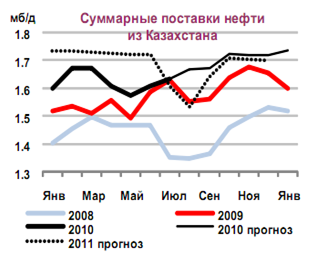 мб/д
Суммарные поставки нефти
из Казахстана
1.8
1.7
1.6
1.5
1.4
1.3
Янв Мар Май Июл Сен Ноя Янв
2008 2009
2010 2010 прогноз
2011 прогноз